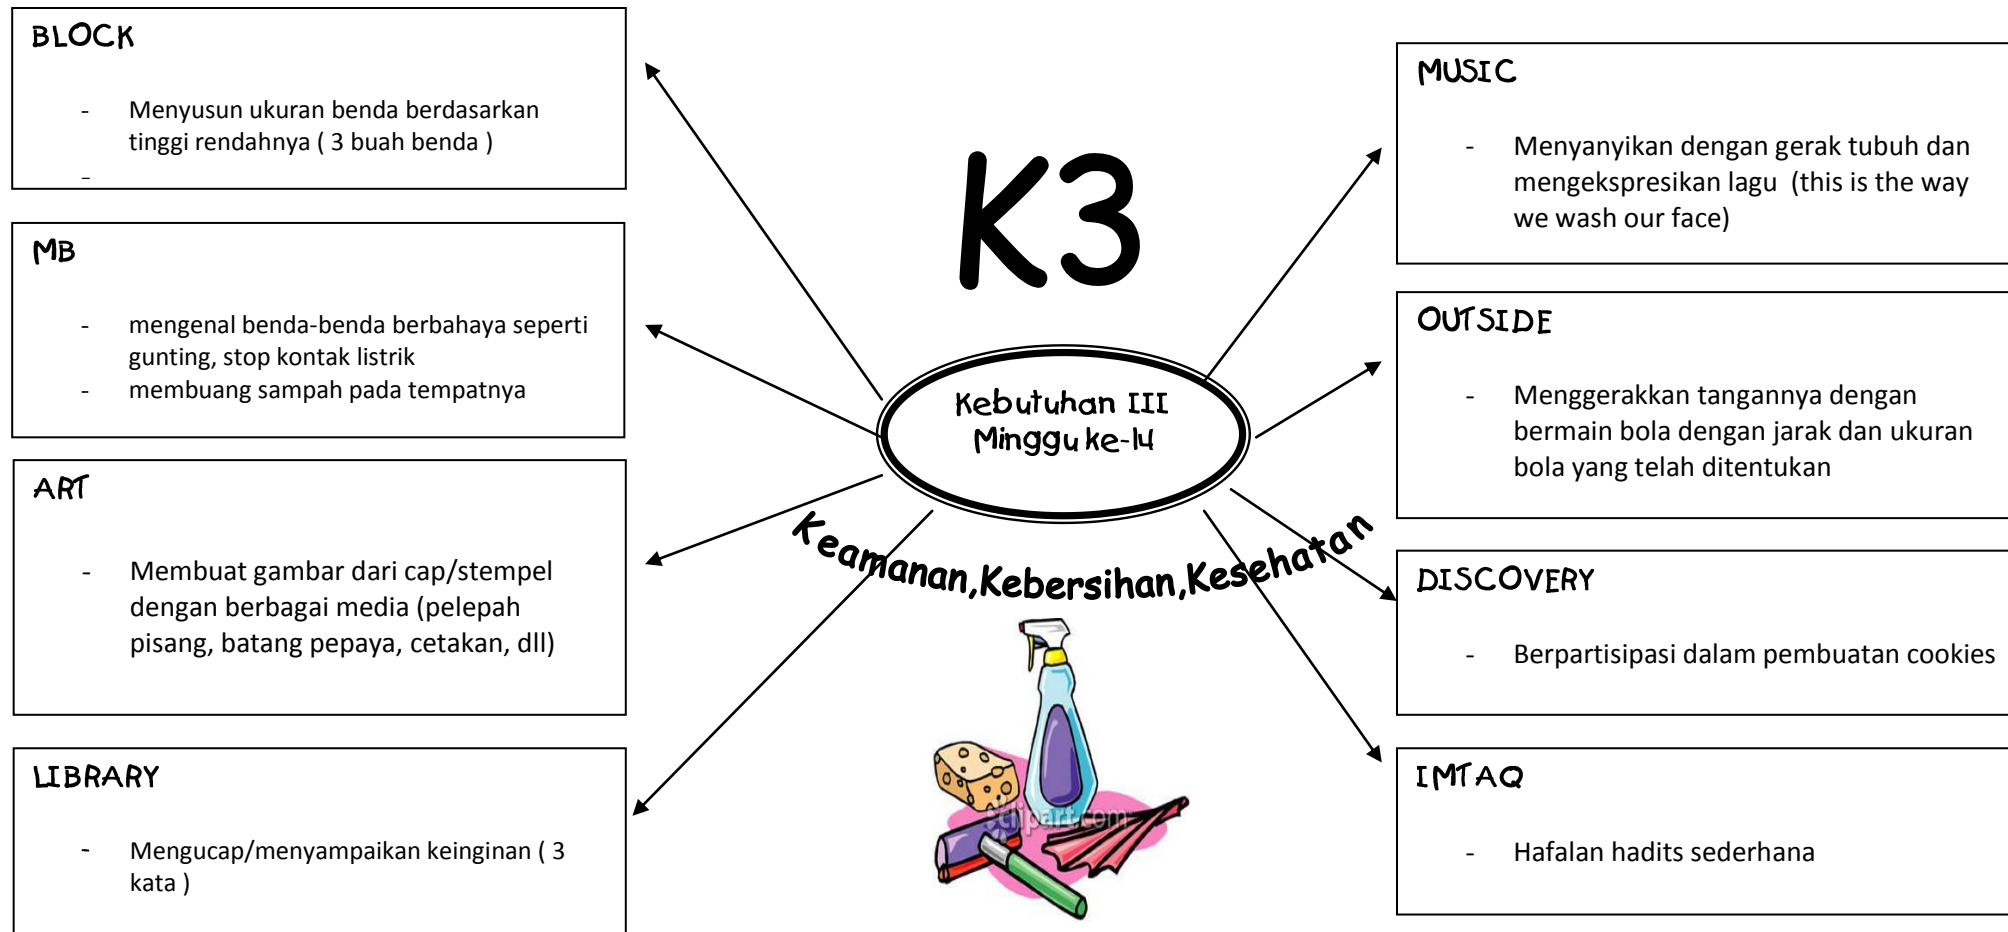 BLOCK
- Menyusun ukuran benda berdasarkan
tinggi rendahnya ( 3 buah benda )
-
MB
- mengenal benda-benda berbahaya seperti
gunting, stop kontak listrik
- membuang sampah pada tempatnya
ART
- Membuat gambar dari cap/stempel
dengan berbagai media (pelepah
pisang, batang pepaya, cetakan, dll)
LIBRARY
- Mengucap/menyampaikan keinginan ( 3
kata )
K3
Kebutuhan III
Minggu ke-14
Keamanan,Kebersihan,Kesehatan
clipart.com
MUSIC
- Menyanyikan dengan gerak tubuh dan
mengekspresikan lagu (this is the way
we wash our face)
OUTSIDE
- Menggerakkan tangannya dengan
bermain bola dengan jarak dan ukuran
bola yang telah ditentukan
DISCOVERY
- Berpartisipasi dalam pembuatan cookies
IMTAQ
- Hafalan hadits sederhana